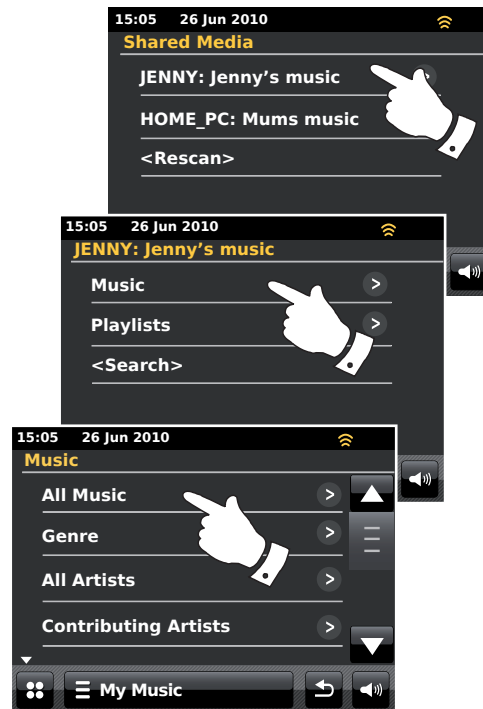 15:05 26 Jun 2010
Shared Media
JENNY: Jenny’s music >
HOME_PC: Mums music
<Rescan>
15:05 26 Jun 2010
JENNY: Jenny’s music
Music >
Playlists >
<Search>
15:05 26 Jun 2010
Music
All Music >
Genre >
All Artists >
Contributing Artists >
My Music